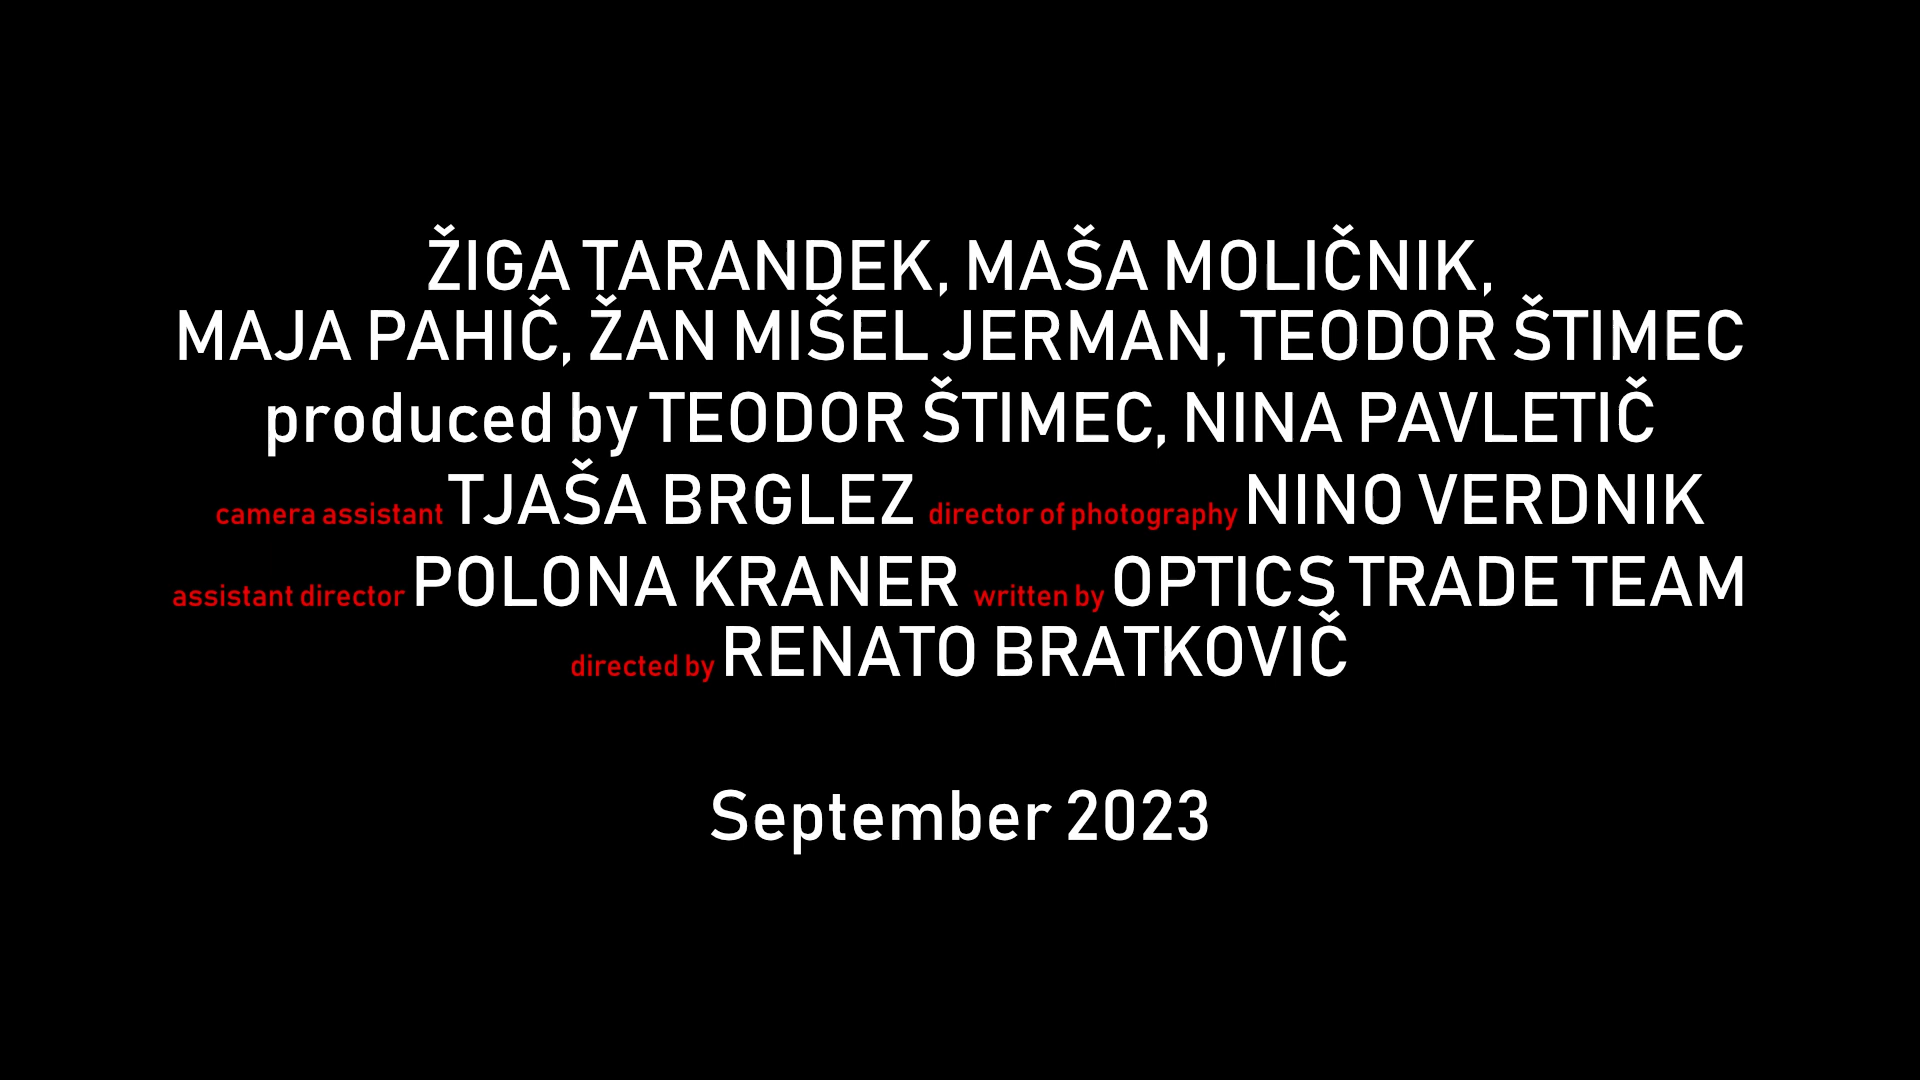 ŽIGA TARANDEK, MAŠA MOLIČNIK,
MAJA PAHIČ, ŽAN MIŠEL JERMAN, TEODOR ŠTIMEC
produced by TEODOR ŠTIMEC, NINA PAVLETIČ
camera assistant TJAŠA BRGLEZ director of photography NINO VERDNIK
assistant director POLONA KRANER written by OPTICS TRADE TEAM
directed by RENATO BRATKOVIČ
September 2023